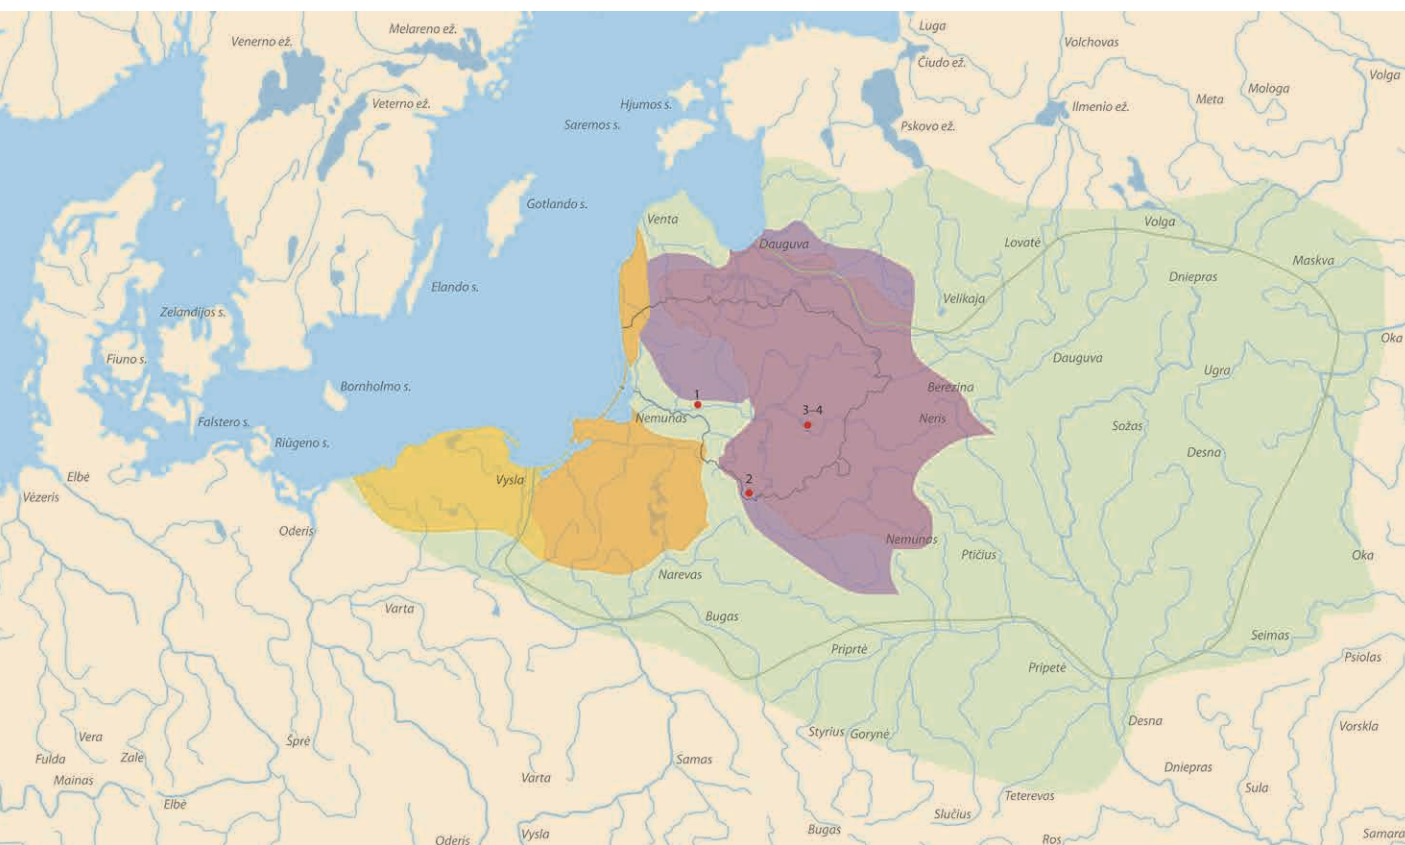 Luga
Melareno ež.
Venerno ež.
Volchovas
Čiudo ež.
Volga
Mologa
Meta
Veterno ež.
Hjumos s.
Ilmenio ež.
Saremos s.
Pskovo ež.
Gotlando s.
Venta
Volga
Dauguva
Lovatė
Maskva
Dniepras
Elando s.
Velikaja
Zelandijos s.
Oka
Fiuno s.
Dauguva
Ugra
Bornholmo s.
Berezina
1
3–4
Nemunas
Neris
Falstero s.
Sožas
Riūgeno s.
Desna
Elbė
Vysla
2
Vėzeris
Oderis
Nemunas
Ptičius
Oka
Narevas
Varta
Bugas
Seimas
Priprtė
Psiolas
Pripetė
Desna
Vorskla
Styrius
Gorynė
Vera
Šprė
Fulda
Zalė
Šamas
Dniepras
Mainas
Varta
Sula
Teterevas
Elbė
Slučius
Bugas
Vysla
Samara
Oderis
Ros